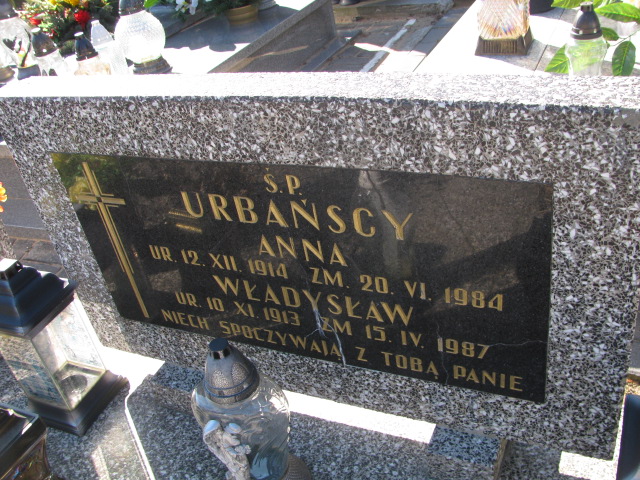 Ś.P.
URBAŃSCY
ANNA
UR. 12. XII. 1914 ZM. 20. VI. 1984
WŁADYSŁAW
UR. 10 XI. 1913 ZM 15. IV. 1987
NIECH SPOCZYWAJĄ Z TOBĄ PANIE